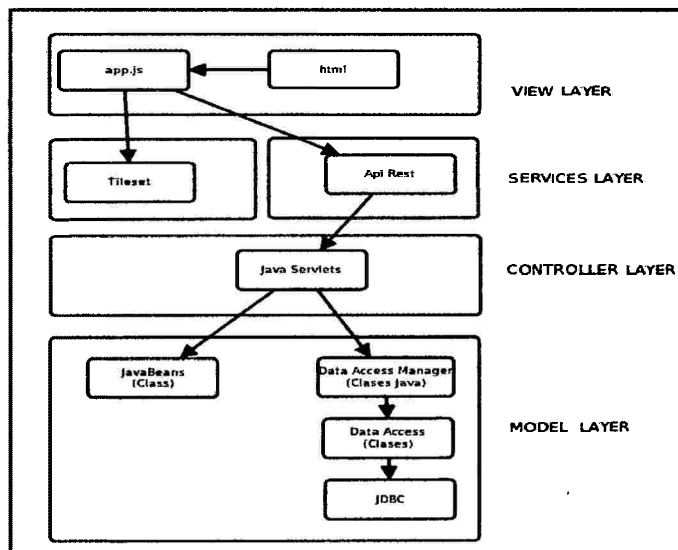 app.js
html
VIEW LAYER
Tileset
Api Rest
SERVICES LAYER
Java Servlets
CONTROLLER LAYER
JavaBeans
(Class)
Data Access Manager
(Clases Java)
Data Access
(Clases)
MODEL LAYER
JDBC